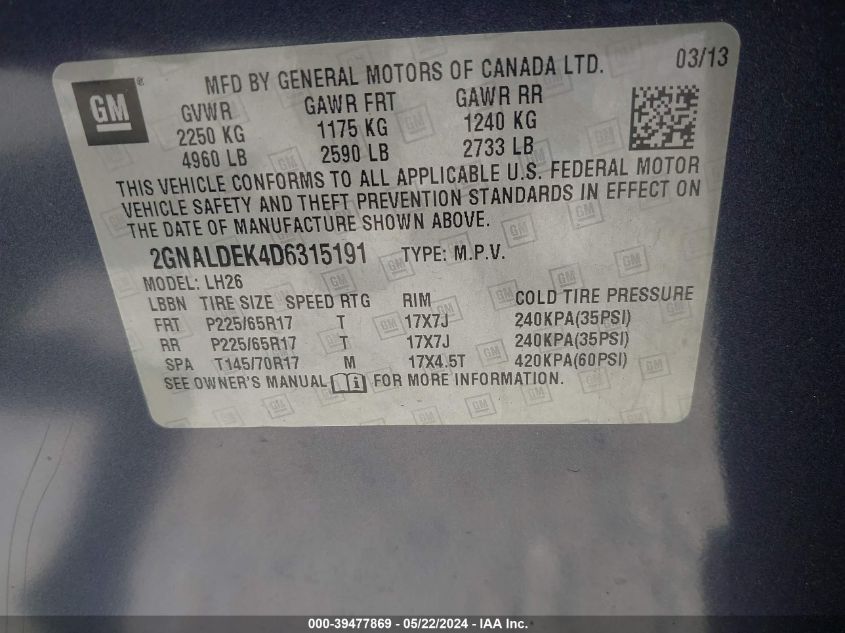 GM ® MFD BY GENERAL MOTORS OF CANADA LTD. 03/13
GVWR GAWR FRT GAWR RR
2250 KG 1175 KG 1240 KG
4960 LB 2590 LB 2733 LB
THIS VEHICLE CONFORMS TO ALL APPLICABLE U.S. FEDERAL MOTOR
VEHICLE SAFETY AND THEFT PREVENTION STANDARDS IN EFFECT ON
THE DATE OF MANUFACTURE SHOWN ABOVE.
2GNALDEK4D6315191 TYPE: M.P.V.
MODEL: LH26
LBBN TIRE SIZE SPEED RTG RIM COLD TIRE PRESSURE
FRT P225/65R17 T 17X7J 240KPA(35PSI)
RR P225/65R17 T 17X7J 240KPA(35PSI)
SPA T145/70R17 M 17X4.5T 420KPA(60PSI)
SEE OWNER'S MANUAL i FOR MORE INFORMATION.
000-39477869 - 05/22/2024 - IAA Inc.